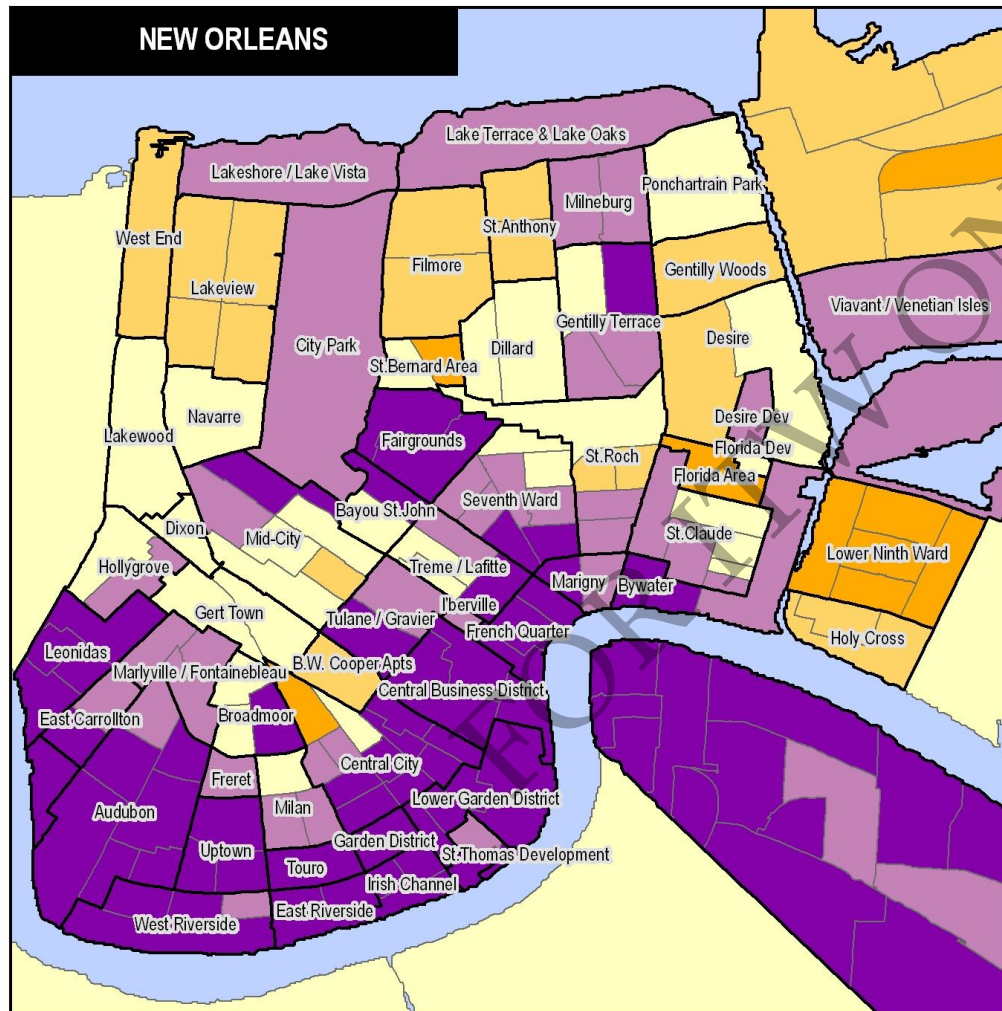 NEW ORLEANS
Lake Terrace & Lake Oaks
Lakeshore / Lake Vista
Ponchartrain Park
Milneburg
St.Anthony
West End
Filmore
Gentilly Woods
Lakeview
Viavant / Venetian Isles
Gentilly Terrace
Desire
City Park
Dillard
St.Bernard Area
Navarre
Desire Dev
Lakewood
Fairgrounds
Florida Dev
St.Roch
Florida Area
Seventh Ward
Bayou St.John
Dixon
Mid-City
St.Claude
Lower Ninth Ward
Hollygrove
Treme / Lafitte
Marigny
Bywater
I'berville
Gert Town
Tulane / Gravier
French Quarter
Holy Cross
Leonidas
B.W. Cooper Apts
Marlyville / Fontainebleau
Central Business District
East Carrollton
Broadmoor
Central City
Freret
Lower Garden District
Milan
Audubon
Garden District
Uptown
St.Thomas Development
Touro
Irish Channel
East Riverside
West Riverside